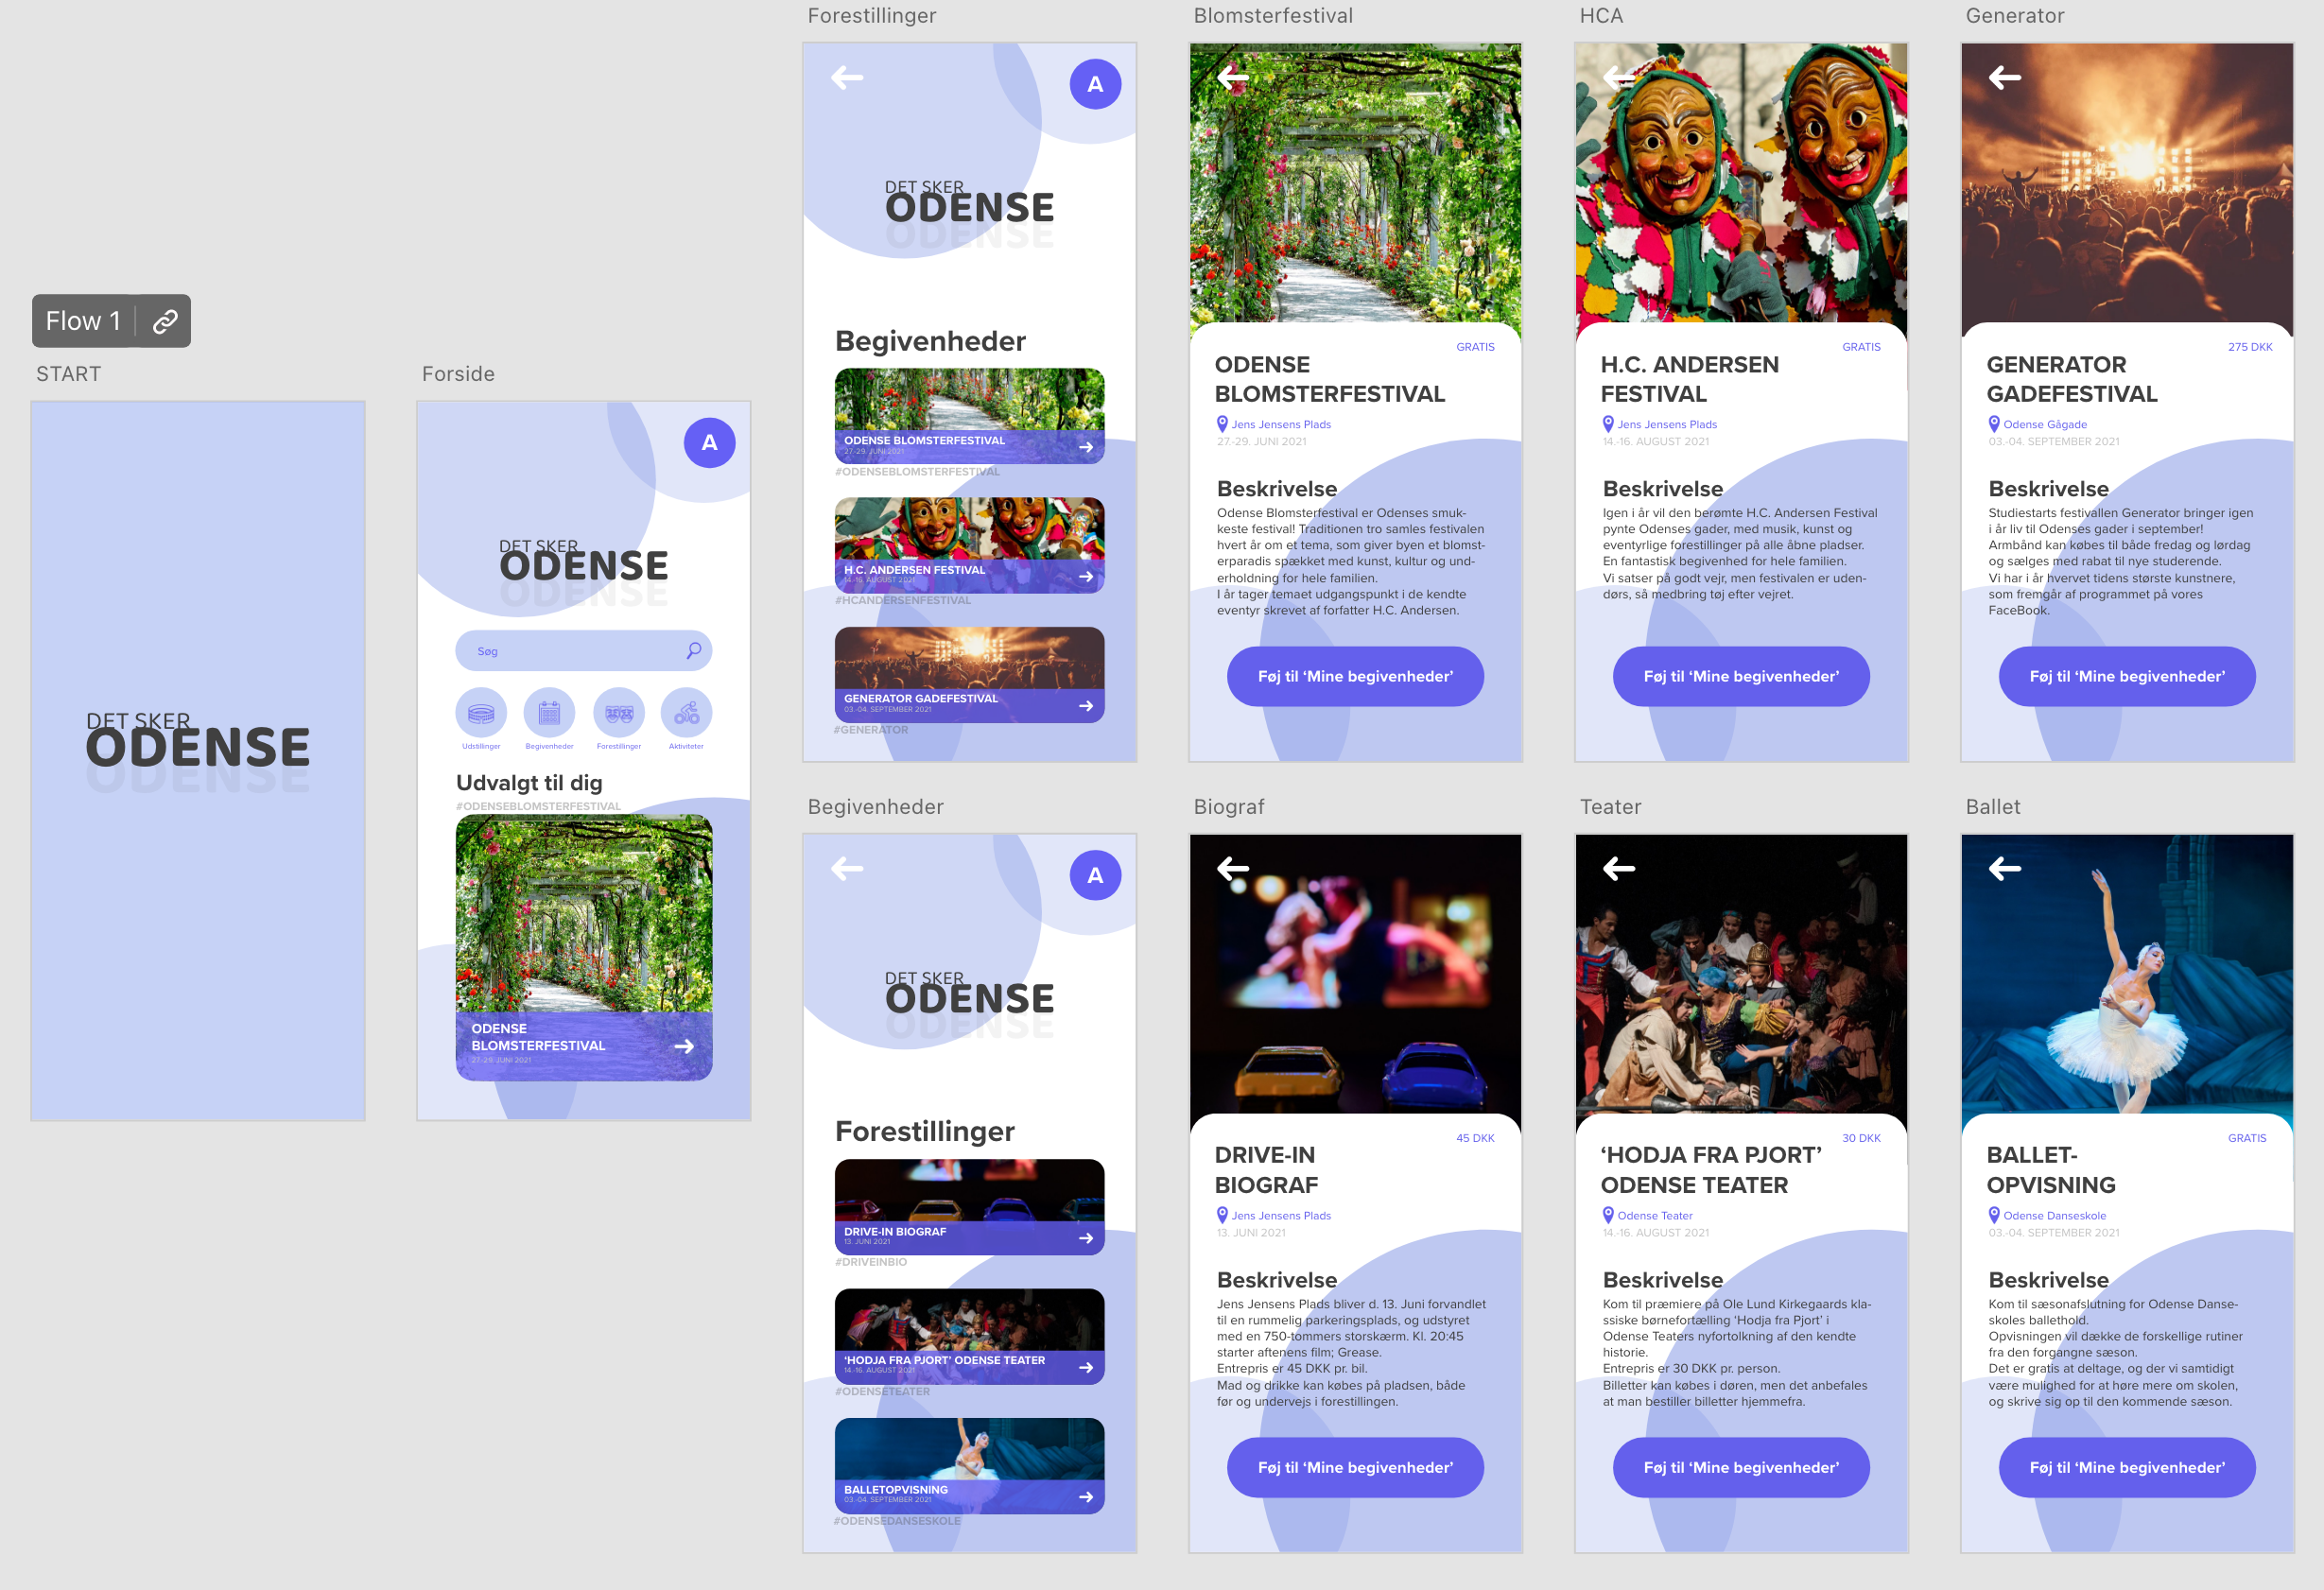 Flow 1
START
DET SKER
ODENSE
ODENSE
Forside
A
DET SKER
ODENSE
ODENSE
Søg
Udstillinger
Begivenheder
Forestillinger
Aktiviteter
Udvalgt til dig
#ODENSEBLOMSTERFESTIVAL
ODENSE
BLOMSTERFESTIVAL
27.-29. JUNI 2021
Forestillinger
A
DET SKER
ODENSE
ODENSE
Begivenheder
ODENSE BLOMSTERFESTIVAL
27-29. JUNI 2021
#ODENSEBLOMSTERFESTIVAL
H.C. ANDERSEN FESTIVAL
14.-16. AUGUST 2021
#HCANDERSENFESTIVAL
GENERATOR GADEFESTIVAL
03.-04. SEPTEMBER 2021
#GENERATOR
Blomsterfestival
GRATIS
ODENSE
BLOMSTERFESTIVAL
Jens Jensens Plads
27.-29. JUNI 2021
Beskrivelse
Odense Blomsterfestival er Odenses smuk-
keste festival! Traditionen tro samles festivalen
hvert år om et tema, som giver byen et blomst-
erparadis spækket med kunst, kultur og und-
erholdning for hele familien.
I år tager temaet udgangspunkt i de kendte
eventyr skrevet af forfatter H.C. Andersen.
Føj til ‘Mine begivenheder’
HCA
GRATIS
H.C. ANDERSEN
FESTIVAL
Jens Jensens Plads
14.-16. AUGUST 2021
Beskrivelse
Igen i år vil den berømte H.C. Andersen Festival
pynte Odenses gader, med musik, kunst og
eventyrlige forestillinger på alle åbne pladser.
En fantastisk begivenhed for hele familien.
Vi satser på godt vejr, men festivalen er uden-
dørs, så medbring tøj efter vejret.
Føj til ‘Mine begivenheder’
Generator
275 DKK
GENERATOR
GADEFESTIVAL
Odense Gågade
03.-04. SEPTEMBER 2021
Beskrivelse
Studiestarts festivallen Generator bringer igen
i år liv til Odenses gader i september!
Armbånd kan købes til både fredag og lørdag
og sælges med rabat til nye studerende.
Vi har i år hvervet tidens største kunstnere,
som fremgår af programmet på vores
FaceBook.
Føj til ‘Mine begivenheder’
Begivenheder
A
DET SKER
ODENSE
ODENSE
Forestillinger
DRIVE-IN BIOGRAF
13. JUNI 2021
#DRIVEINBIO
‘HODJA FRA PJORT’ ODENSE TEATER
14.-16. AUGUST 2021
#ODENSETEATER
BALLETOPVISNING
03.-04. SEPTEMBER 2021
#ODENSEDANSESKOLE
Biograf
45 DKK
DRIVE-IN
BIOGRAF
Jens Jensens Plads
13. JUNI 2021
Beskrivelse
Jens Jensens Plads bliver d. 13. Juni forvandlet
til en rummelig parkeringsplads, og udstyret
med en 750-tommers storskærm. Kl. 20:45
starter aftenens film; Grease.
Entrepris er 45 DKK pr. bil.
Mad og drikke kan købes på pladsen, både
før og undervejs i forestillingen.
Føj til ‘Mine begivenheder’
Teater
30 DKK
‘HODJA FRA PJORT’
ODENSE TEATER
Odense Teater
14.-16. AUGUST 2021
Beskrivelse
Kom til præmiere på Ole Lund Kirkegaards kla-
ssiske børnefortælling ‘Hodja fra Pjort’ i
Odense Teaters nyfortolkning af den kendte
historie.
Entrepris er 30 DKK pr. person.
Billetter kan købes i døren, men det anbefales
at man bestiller billetter hjemmefra.
Føj til ‘Mine begivenheder’
Ballet
GRATIS
BALLET-
OPVISNING
Odense Danseskole
03.-04. SEPTEMBER 2021
Beskrivelse
Kom til sæsonafslutning for Odense Danse-
skoles ballethold.
Opvisningen vil dække de forskellige rutiner
fra den forgangne sæson.
Det er gratis at deltage, og der vi samtidigt
være mulighed for at høre mere om skolen,
og skrive sig op til den kommende sæson.
Føj til ‘Mine begivenheder’